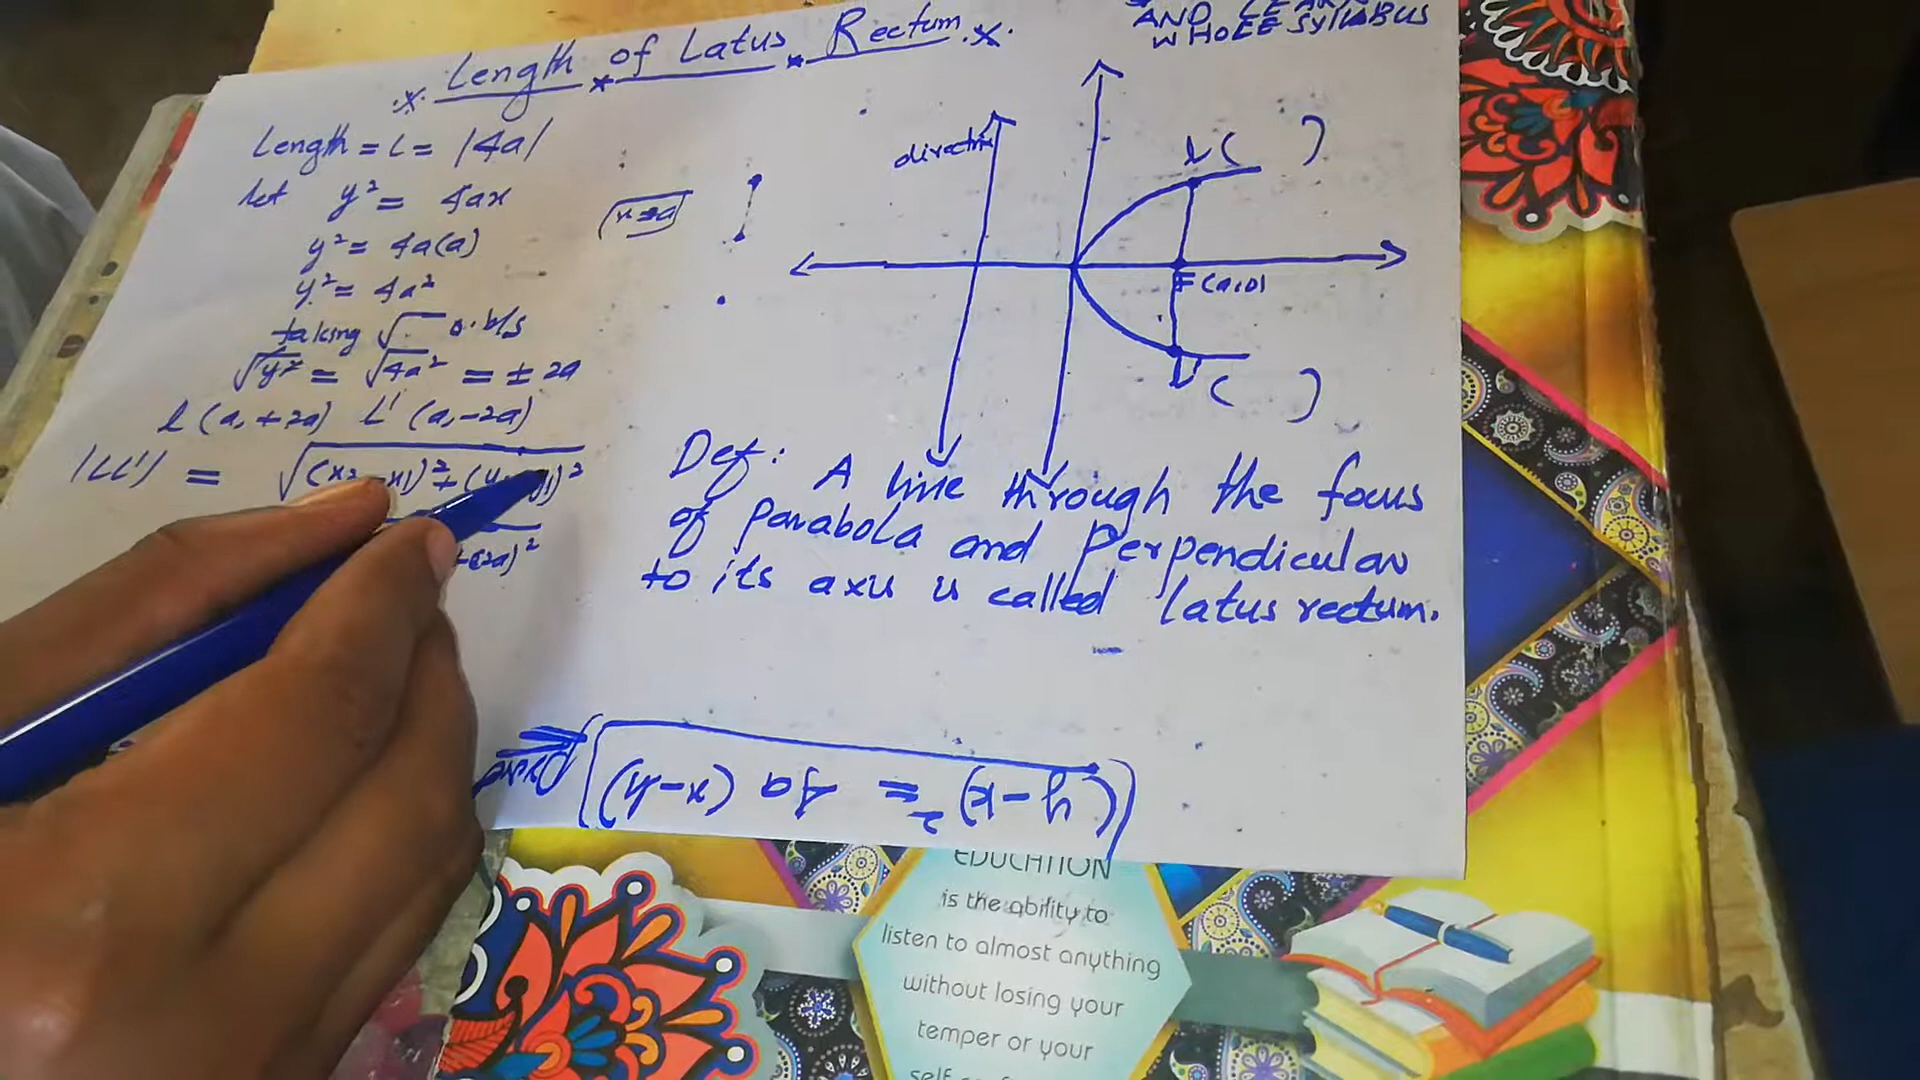 AND LEARN
WHOLE SYLLABUS
Length of Latus Rectum
Length = L = |4a|
let y² = 4ax
y² = 4a(a)
x = a
y² = 4a²
taking √ o.b/s
√y² = √4a² = ± 2a
L (a, +2a) L' (a, -2a)
|LL'| = √(x2 - x1)² + (y - y1)²
+(2a)²
directrix
L ( )
F(a,0)
L' ( )
Def: A line through the focus
of parabola and perpendicular
to its axis is called latus rectum.
EDUCATION
is the ability to
listen to almost anything
without losing your
temper or your